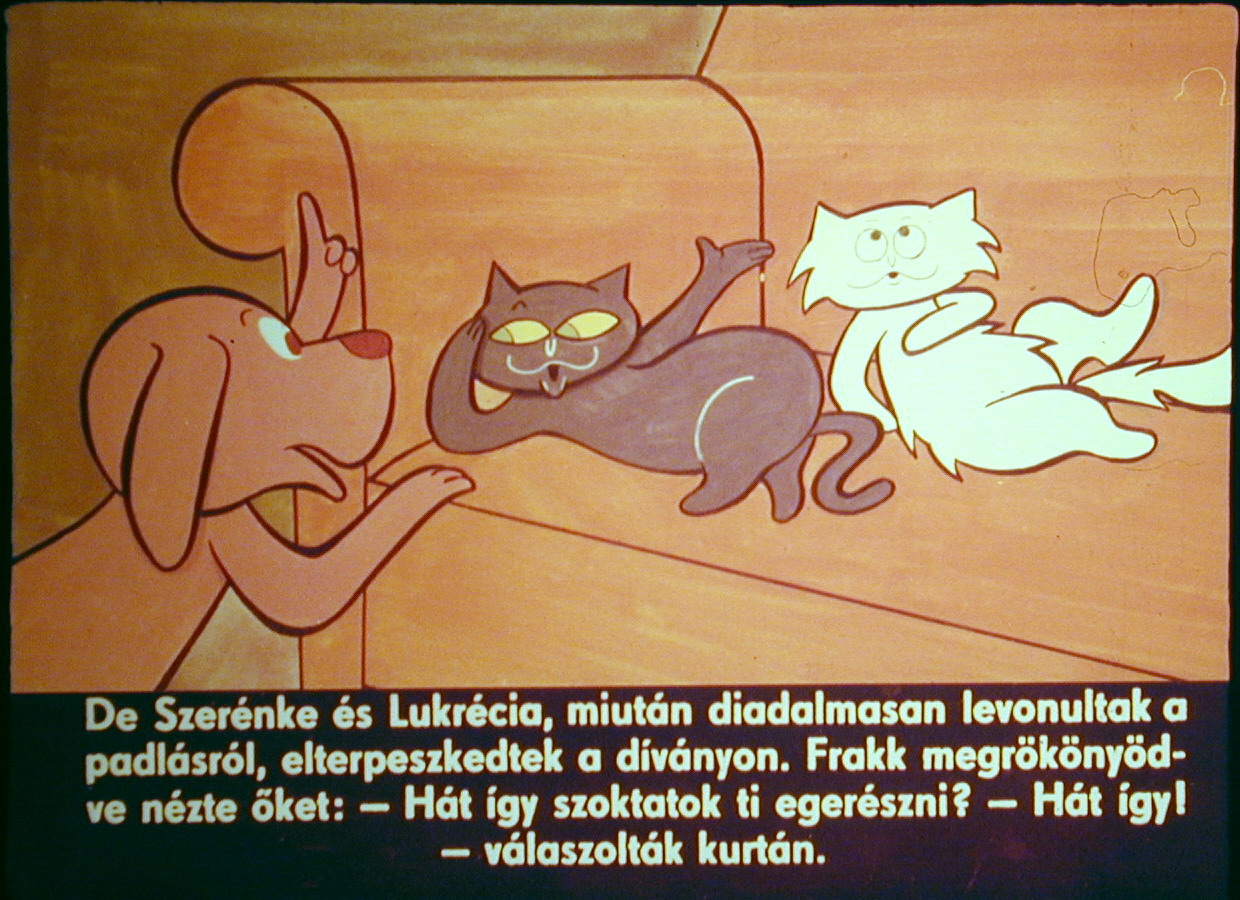 De Szerénke és Lukrécia, miután diadalmasan levonultak a
padlásról, elterpeszkedtek a díványon. Frakk megrökönyöd-
ve nézte őket: — Hát így szoktatok ti egerészni? — Hát így!
— válaszolták kurtán.